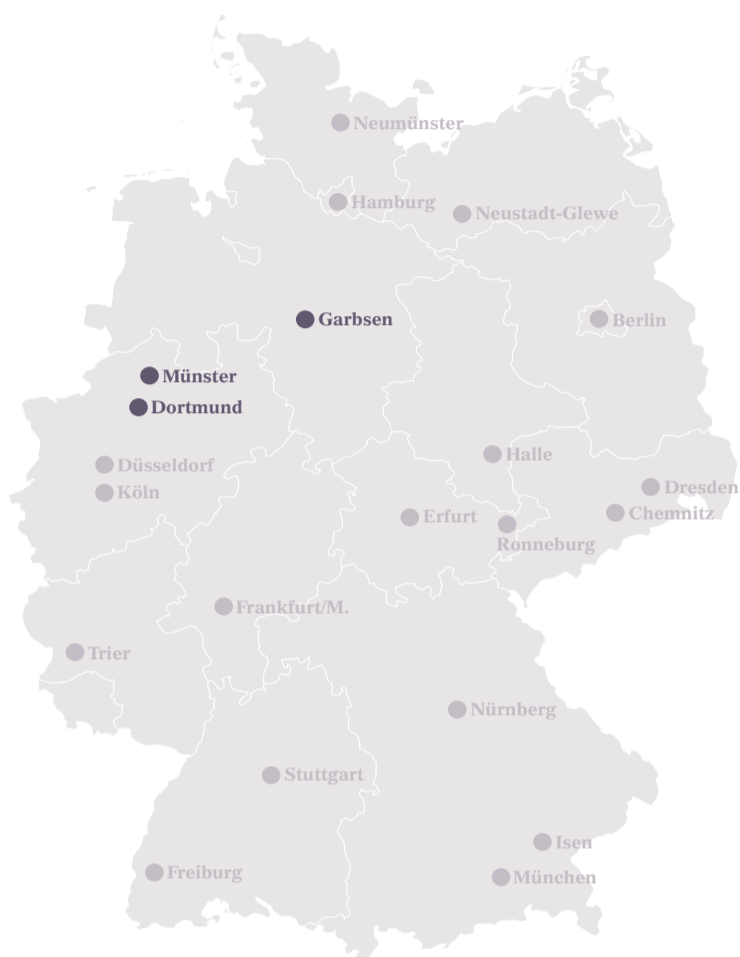 Neumünster
Hamburg
Neustadt-Glewe
Garbsen
Berlin
Münster
Dortmund
Halle
Düsseldorf
Dresden
Köln
Chemnitz
Erfurt
Ronneburg
Frankfurt/M.
Trier
Nürnberg
Stuttgart
Isen
Freiburg
München